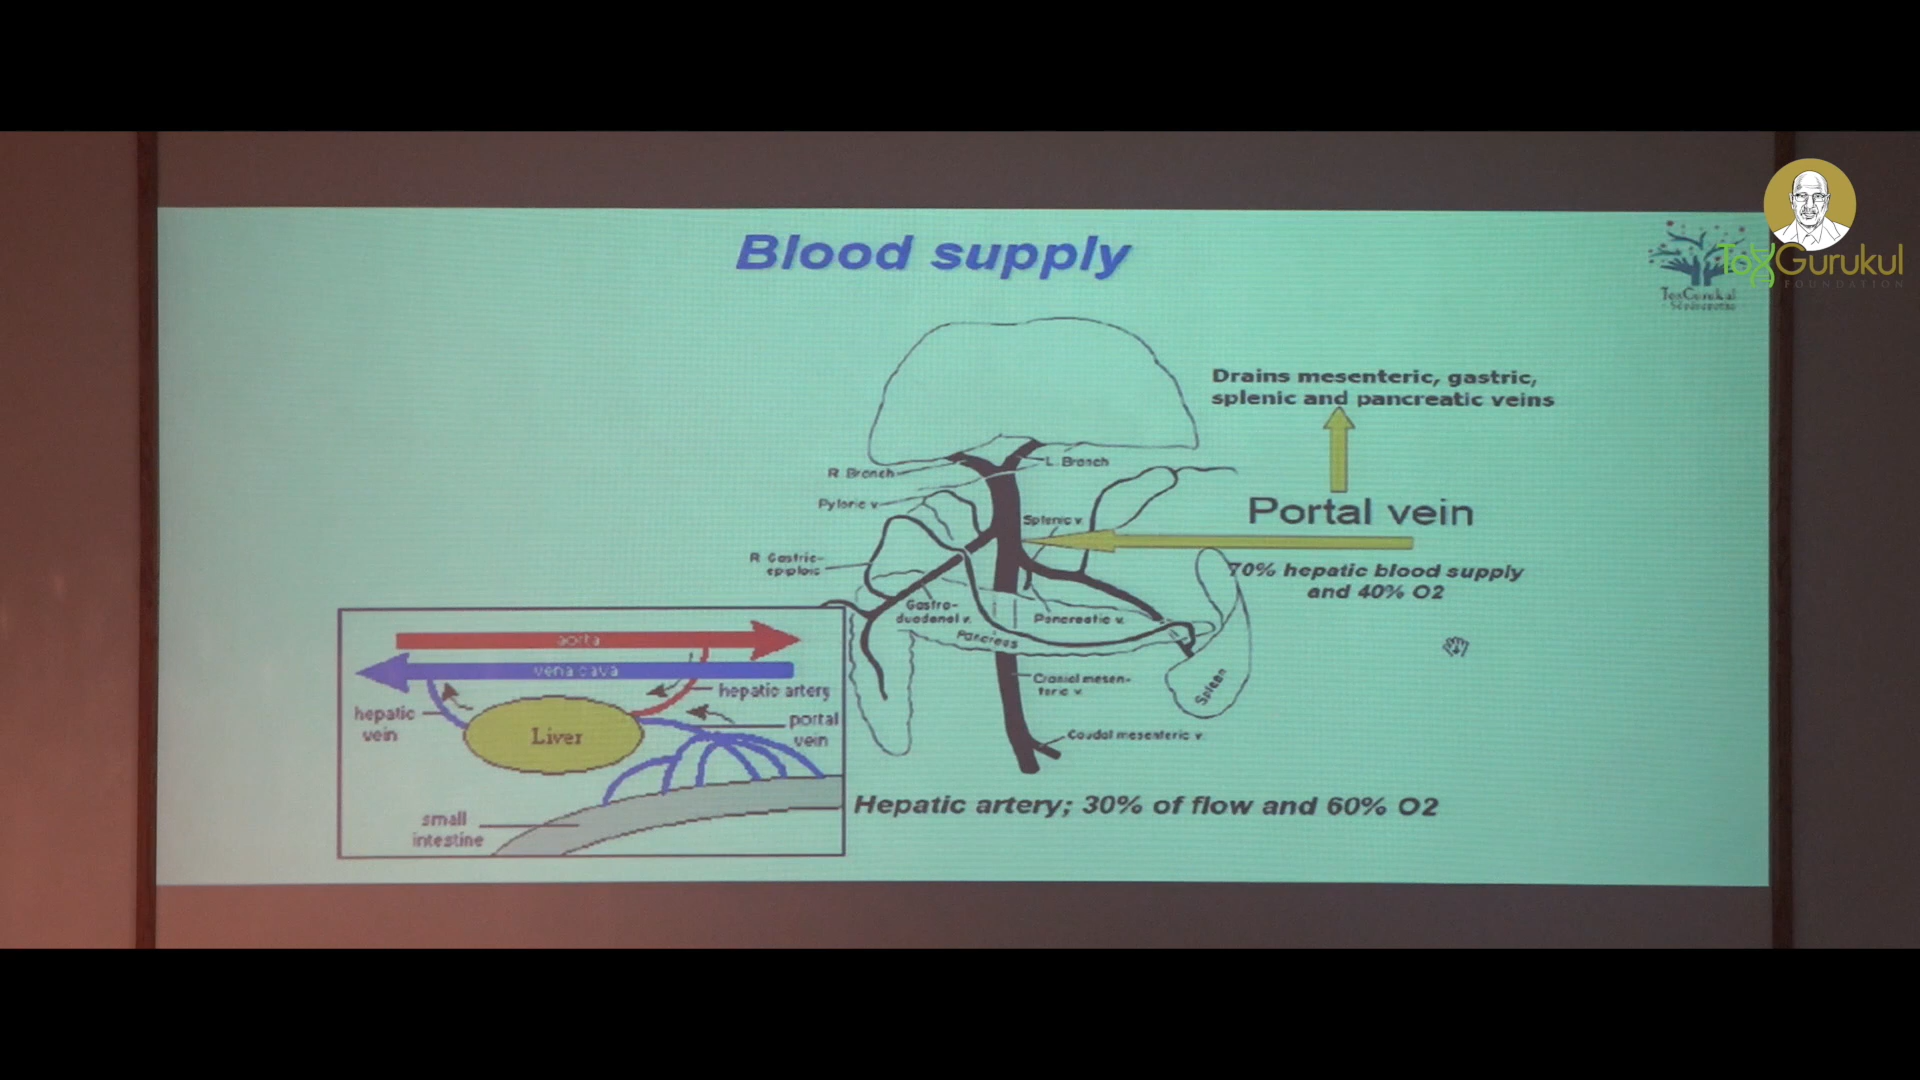 Blood supply
ToxGurukul
FOUNDATION
ToxGurukul
Drains mesenteric, gastric,
splenic and pancreatic veins
R Branch
L. Branch
Pyloric v.
Portal vein
Splenic v.
R Gastric-
epiploic
70% hepatic blood supply
and 40% O2
Gastro-
duodenal v.
Pancreatic v.
Pancreas
Cranial mesen-
teric v.
Spleen
Caudal mesenteric v.
Hepatic artery; 30% of flow and 60% O2
aorta
vena cava
hepatic artery
hepatic
vein
portal
vein
Liver
small
intestine